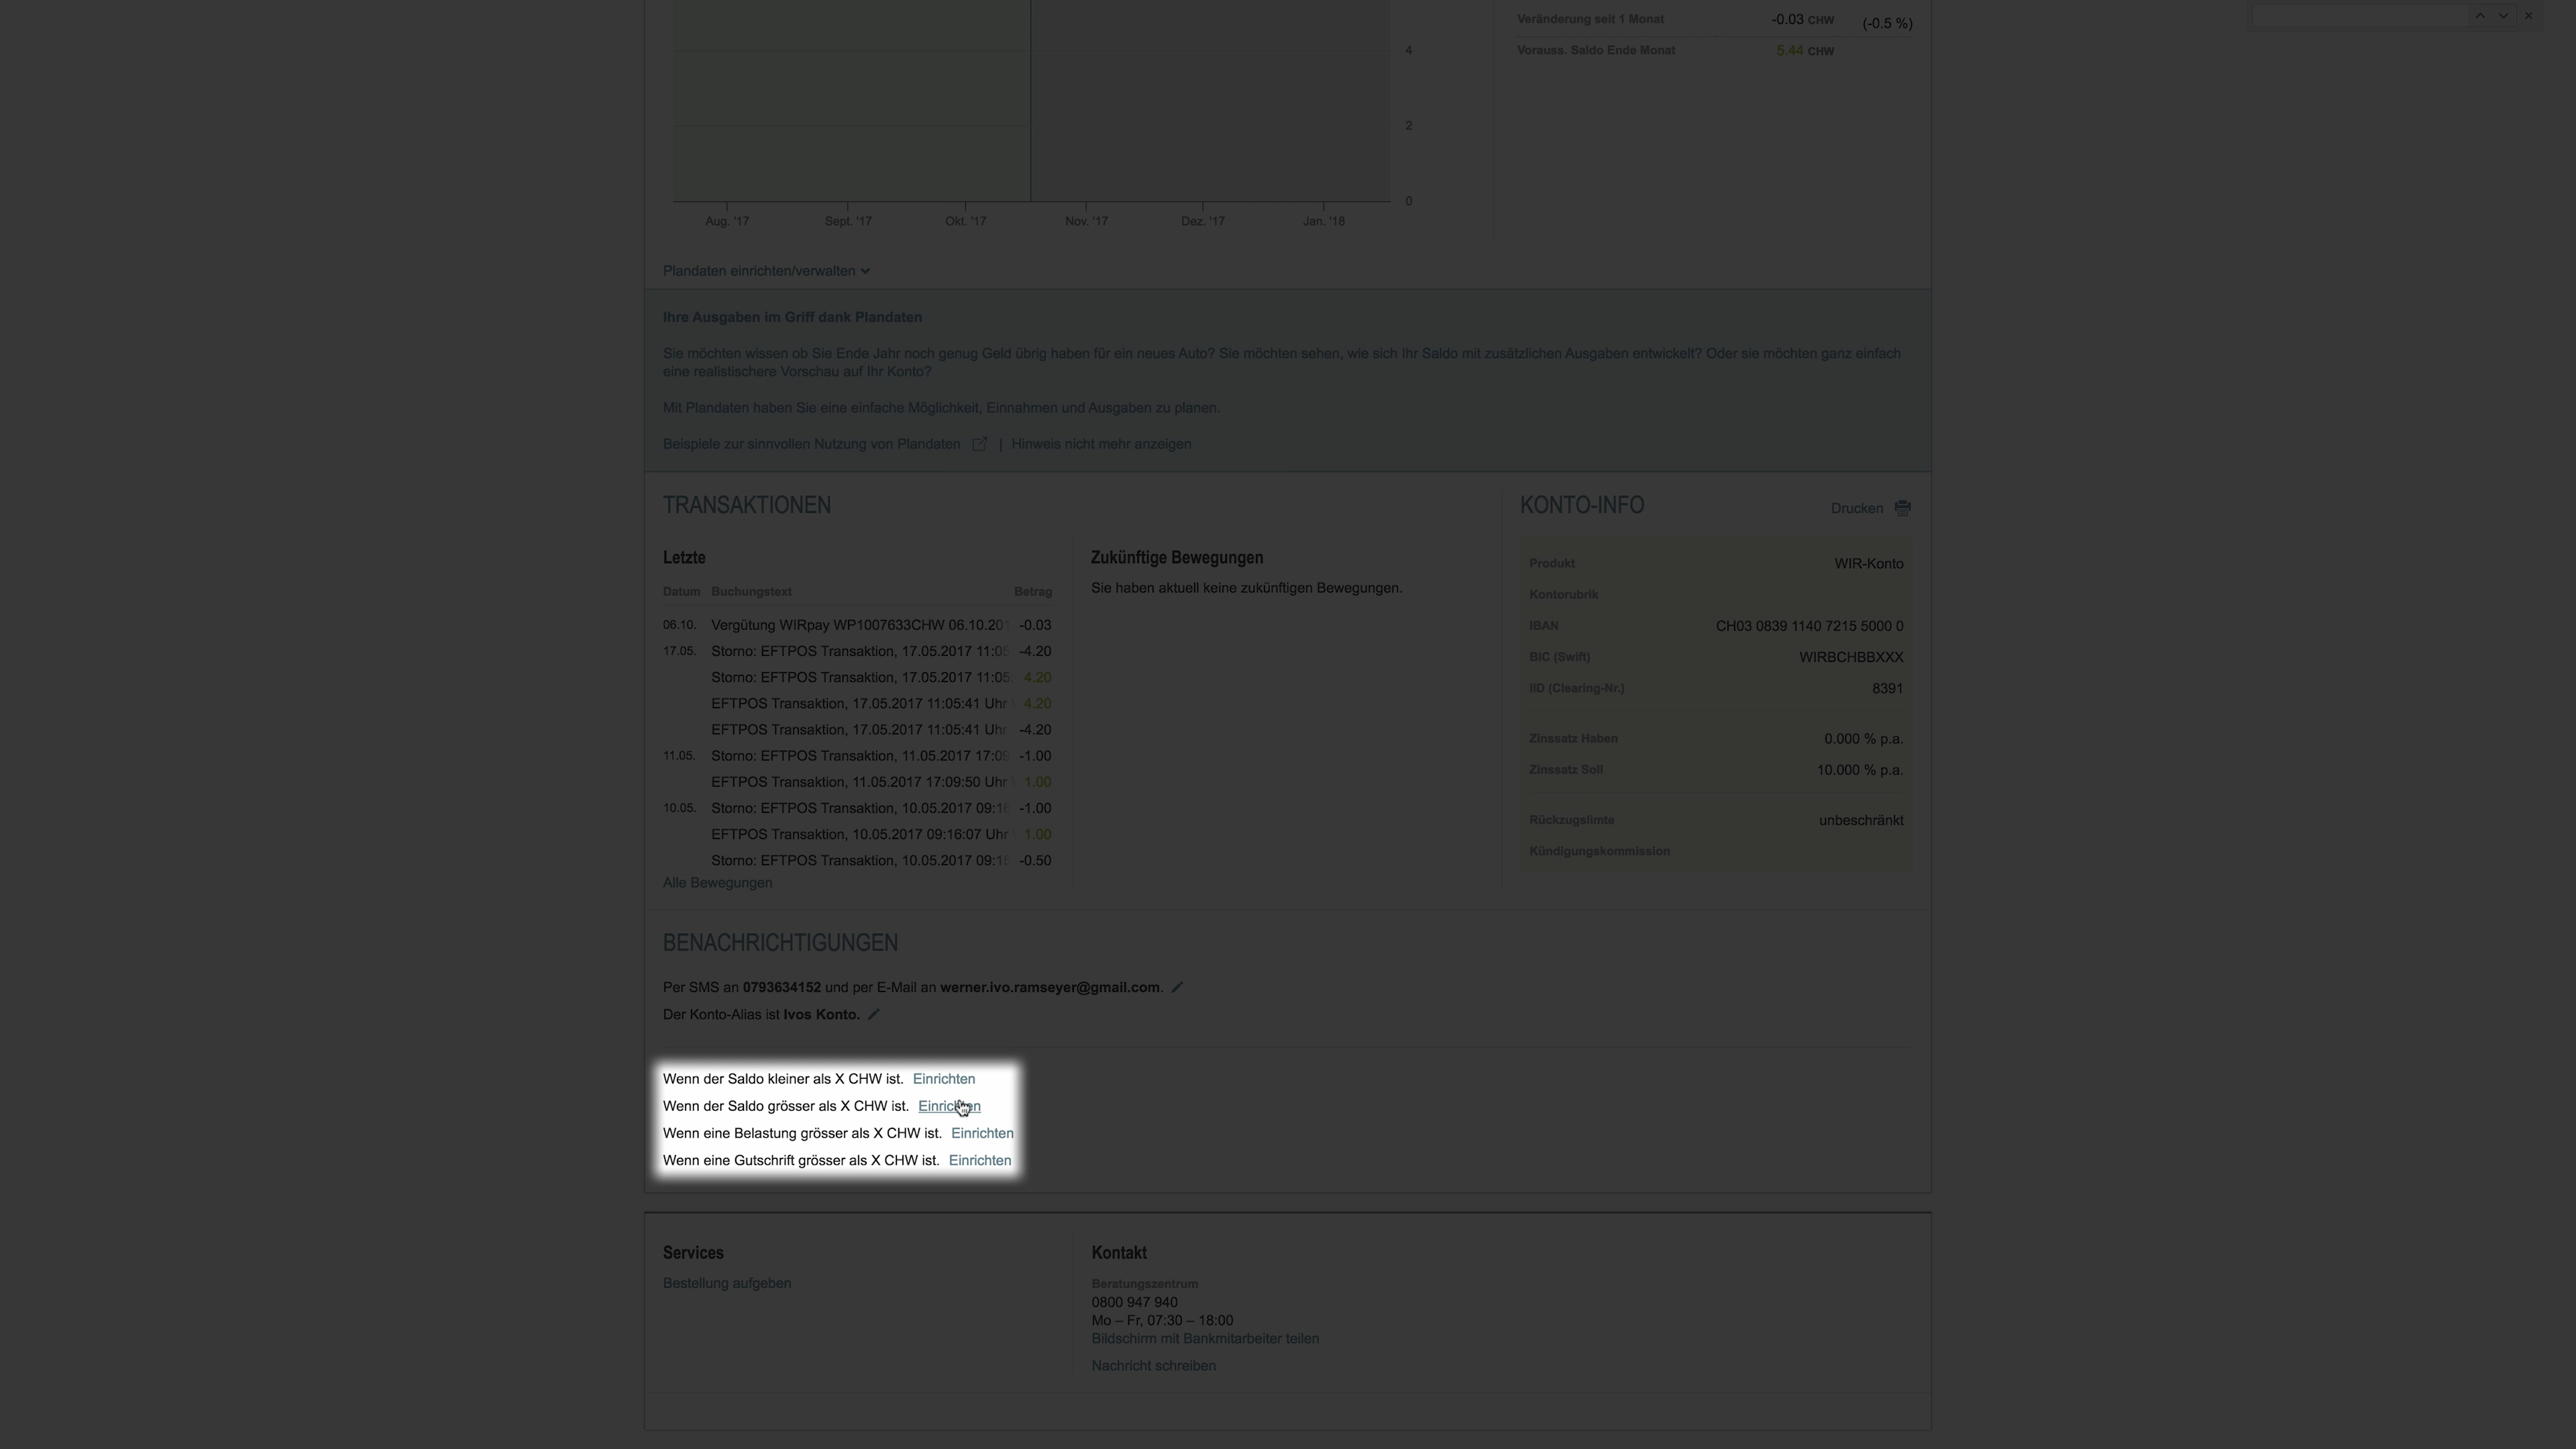 Veränderung seit 1 Monat -0.03 CHW (-0.5 %)
Vorauss. Saldo Ende Monat 5.44 CHW
4
2
0
Aug. '17 Sept. '17 Okt. '17 Nov. '17 Dez. '17 Jan. '18
Plandaten einrichten/verwalten
Ihre Ausgaben im Griff dank Plandaten
Sie möchten wissen ob Sie Ende Jahr noch genug Geld übrig haben für ein neues Auto? Sie möchten sehen, wie sich Ihr Saldo mit zusätzlichen Ausgaben entwickelt? Oder sie möchten ganz einfach
eine realistischere Vorschau auf Ihr Konto?
Mit Plandaten haben Sie eine einfache Möglichkeit, Einnahmen und Ausgaben zu planen.
Beispiele zur sinnvollen Nutzung von Plandaten | Hinweis nicht mehr anzeigen
TRANSAKTIONEN
Letzte
Datum Buchungstext Betrag
06.10. Vergütung WIRpay WP1007633CHW 06.10.201 -0.03
17.05. Storno: EFTPOS Transaktion, 17.05.2017 11:05 -4.20
Storno: EFTPOS Transaktion, 17.05.2017 11:05: 4.20
EFTPOS Transaktion, 17.05.2017 11:05:41 Uhr 4.20
EFTPOS Transaktion, 17.05.2017 11:05:41 Uhr -4.20
11.05. Storno: EFTPOS Transaktion, 11.05.2017 17:09 -1.00
EFTPOS Transaktion, 11.05.2017 17:09:50 Uhr 1.00
10.05. Storno: EFTPOS Transaktion, 10.05.2017 09:16 -1.00
EFTPOS Transaktion, 10.05.2017 09:16:07 Uhr 1.00
Storno: EFTPOS Transaktion, 10.05.2017 09:15 -0.50
Alle Bewegungen
Zukünftige Bewegungen
Sie haben aktuell keine zukünftigen Bewegungen.
KONTO-INFO Drucken
Produkt WIR-Konto
Kontorubrik
IBAN CH03 0839 1140 7215 5000 0
BIC (Swift) WIRBCHBBXXX
IID (Clearing-Nr.) 8391
Zinssatz Haben 0.000 % p.a.
Zinssatz Soll 10.000 % p.a.
Rückzugslimte unbeschränkt
Kündigungskommission
BENACHRICHTIGUNGEN
Per SMS an 0793634152 und per E-Mail an werner.ivo.ramseyer@gmail.com.
Der Konto-Alias ist Ivos Konto.
Wenn der Saldo kleiner als X CHW ist. Einrichten
Wenn der Saldo grösser als X CHW ist. Einrichten
Wenn eine Belastung grösser als X CHW ist. Einrichten
Wenn eine Gutschrift grösser als X CHW ist. Einrichten
Services
Bestellung aufgeben
Kontakt
Beratungszentrum
0800 947 940
Mo – Fr, 07:30 – 18:00
Bildschirm mit Bankmitarbeiter teilen
Nachricht schreiben